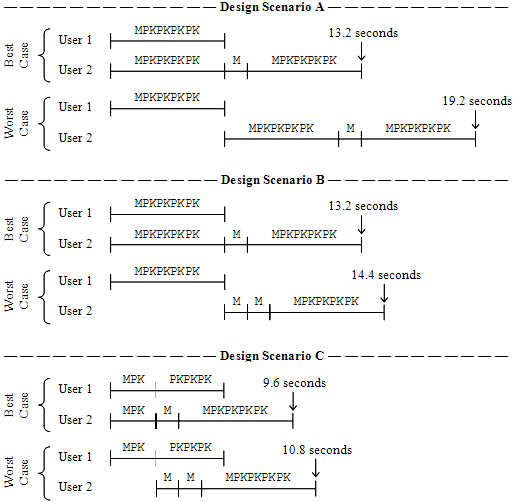 Design Scenario A
Best Case
User 1
MPKPKPKPK
13.2 seconds
User 2
MPKPKPKPK
M
MPKPKPKPK
Worst Case
User 1
MPKPKPKPK
19.2 seconds
User 2
MPKPKPKPK
M
MPKPKPKPK
Design Scenario B
Best Case
User 1
MPKPKPKPK
13.2 seconds
User 2
MPKPKPKPK
M
MPKPKPKPK
Worst Case
User 1
MPKPKPKPK
14.4 seconds
User 2
M
M
MPKPKPKPK
Design Scenario C
Best Case
User 1
MPK
PKPKPK
9.6 seconds
User 2
MPK
M
MPKPKPKPK
Worst Case
User 1
MPK
PKPKPK
10.8 seconds
User 2
M
M
MPKPKPKPK